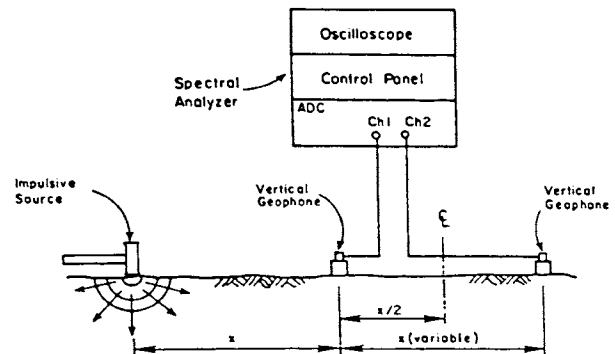 Oscilloscope
Control Panel
ADC
Ch1 Ch2
Spectral
Analyzer
Impulsive
Source
Vertical
Geophone
Vertical
Geophone
℄
x/2
x
x (variable)